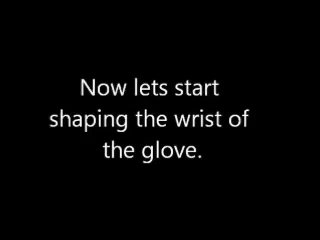 Now lets start
shaping the wrist of
the glove.